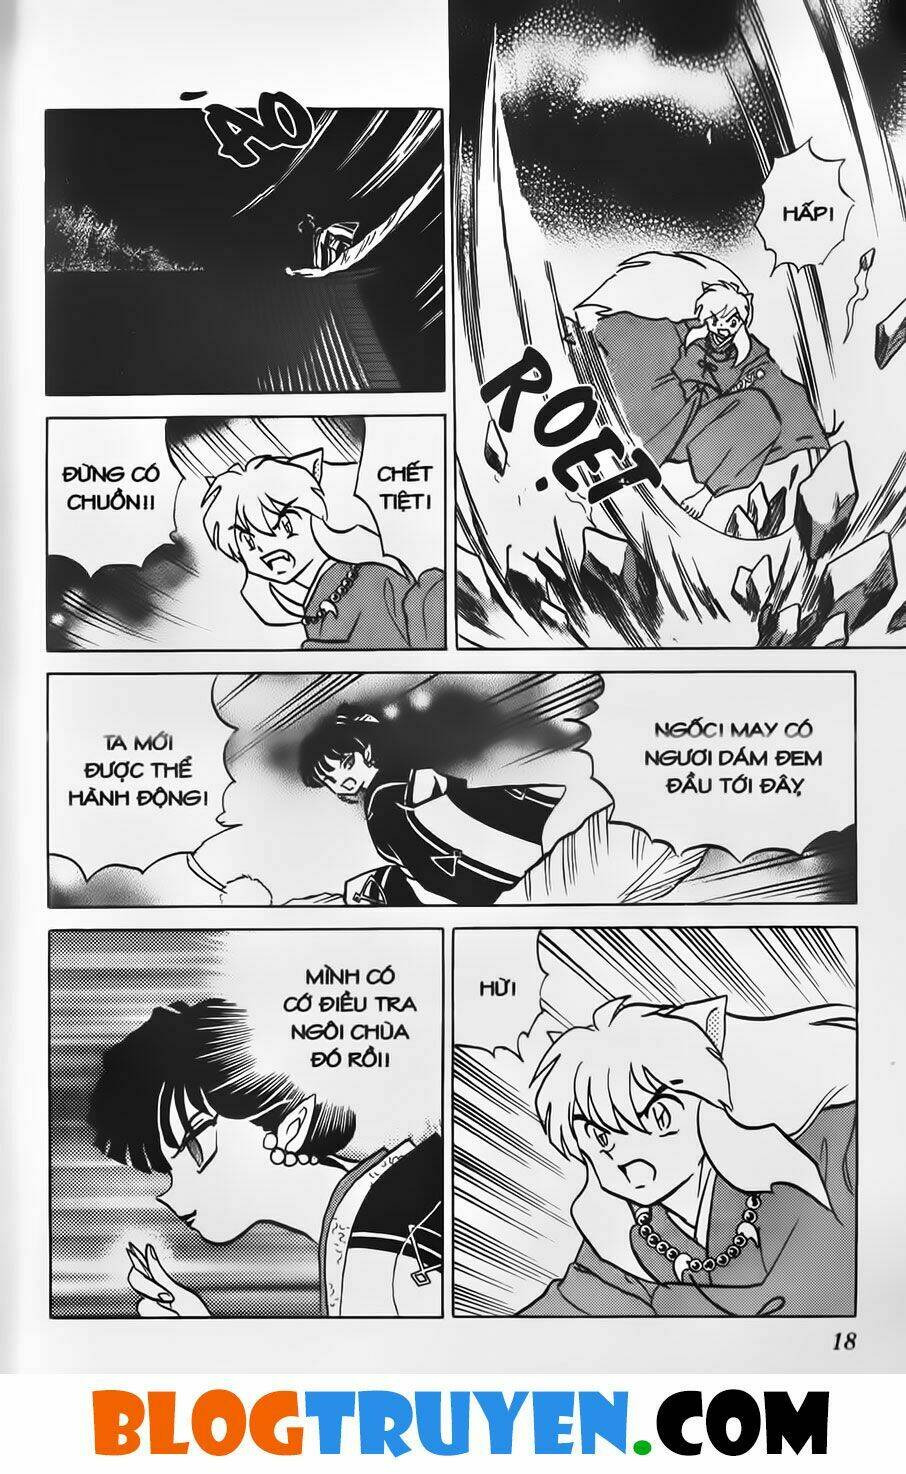 HẤP!
ROẸT
ÀO
CHẾT
TIỆT!
ĐỪNG CÓ
CHUỒN!!
NGỐC! MAY CÓ
NGƯƠI DÁM ĐEM
ĐẦU TỚI ĐÂY,
TA MỚI
ĐƯỢC THỂ
HÀNH ĐỘNG!
HỪ!
MÌNH CÓ
CỚ ĐIỀU TRA
NGÔI CHÙA
ĐÓ RỒI!!
18
BLOGTRUYEN.COM